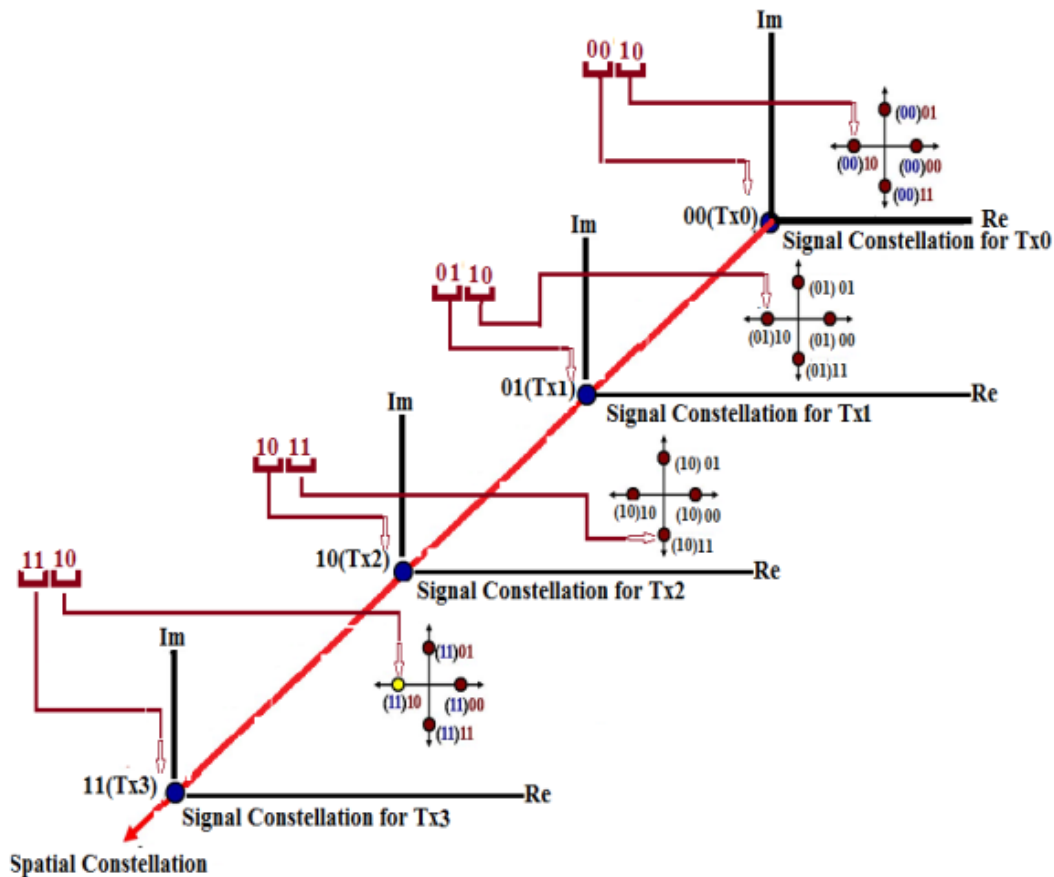 Im
00 10
(00)01
(00)10 (00)00
(00)11
00(Tx0) Re
Signal Constellation for Tx0
Im
01 10
(01) 01
(01)10 (01) 00
(01)11
01(Tx1) Re
Signal Constellation for Tx1
Im
10 11
(10) 01
(10)10 (10) 00
(10)11
10(Tx2) Re
Signal Constellation for Tx2
11 10
Im
(11)01
(11)10 (11)00
(11)11
11(Tx3) Re
Signal Constellation for Tx3
Spatial Constellation